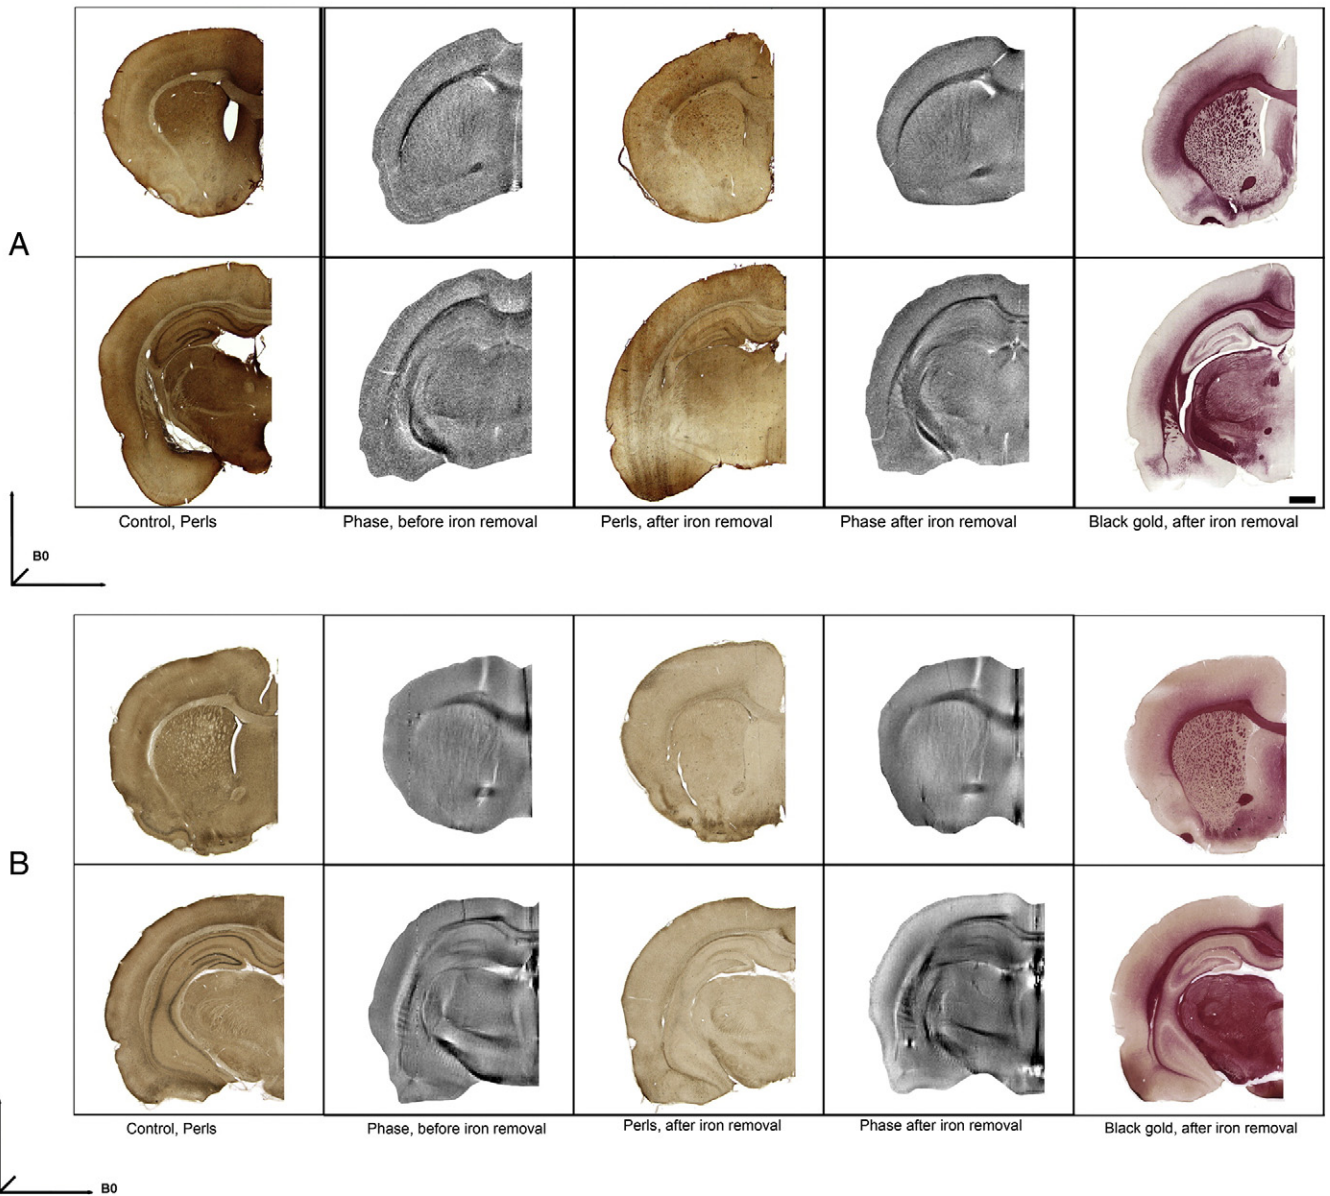 A
Control, Perls
Phase, before iron removal
Perls, after iron removal
Phase after iron removal
Black gold, after iron removal
B0
B
Control, Perls
Phase, before iron removal
Perls, after iron removal
Phase after iron removal
Black gold, after iron removal
B0